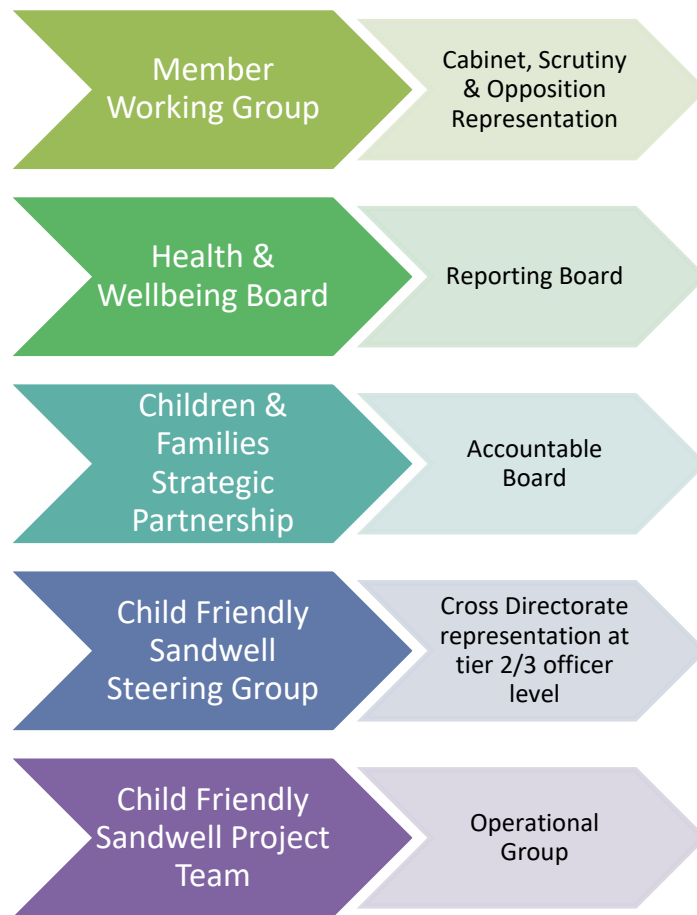 Member
Working Group
Cabinet, Scrutiny
& Opposition
Representation
Health &
Wellbeing Board
Reporting Board
Children &
Families
Strategic
Partnership
Accountable
Board
Child Friendly
Sandwell
Steering Group
Cross Directorate
representation at
tier 2/3 officer
level
Child Friendly
Sandwell Project
Team
Operational
Group